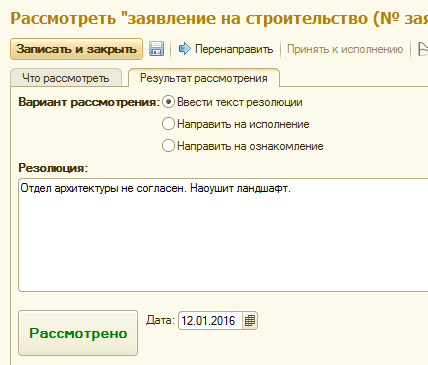 Рассмотреть "заявление на строительство (№ зая
Записать и закрыть Перенаправить Принять к исполнению
Что рассмотреть Результат рассмотрения
Вариант рассмотрения: Ввести текст резолюции
Направить на исполнение
Направить на ознакомление
Резолюция:
Отдел архитектуры не согласен. Наоушит ландшафт.
Рассмотрено Дата: 12.01.2016